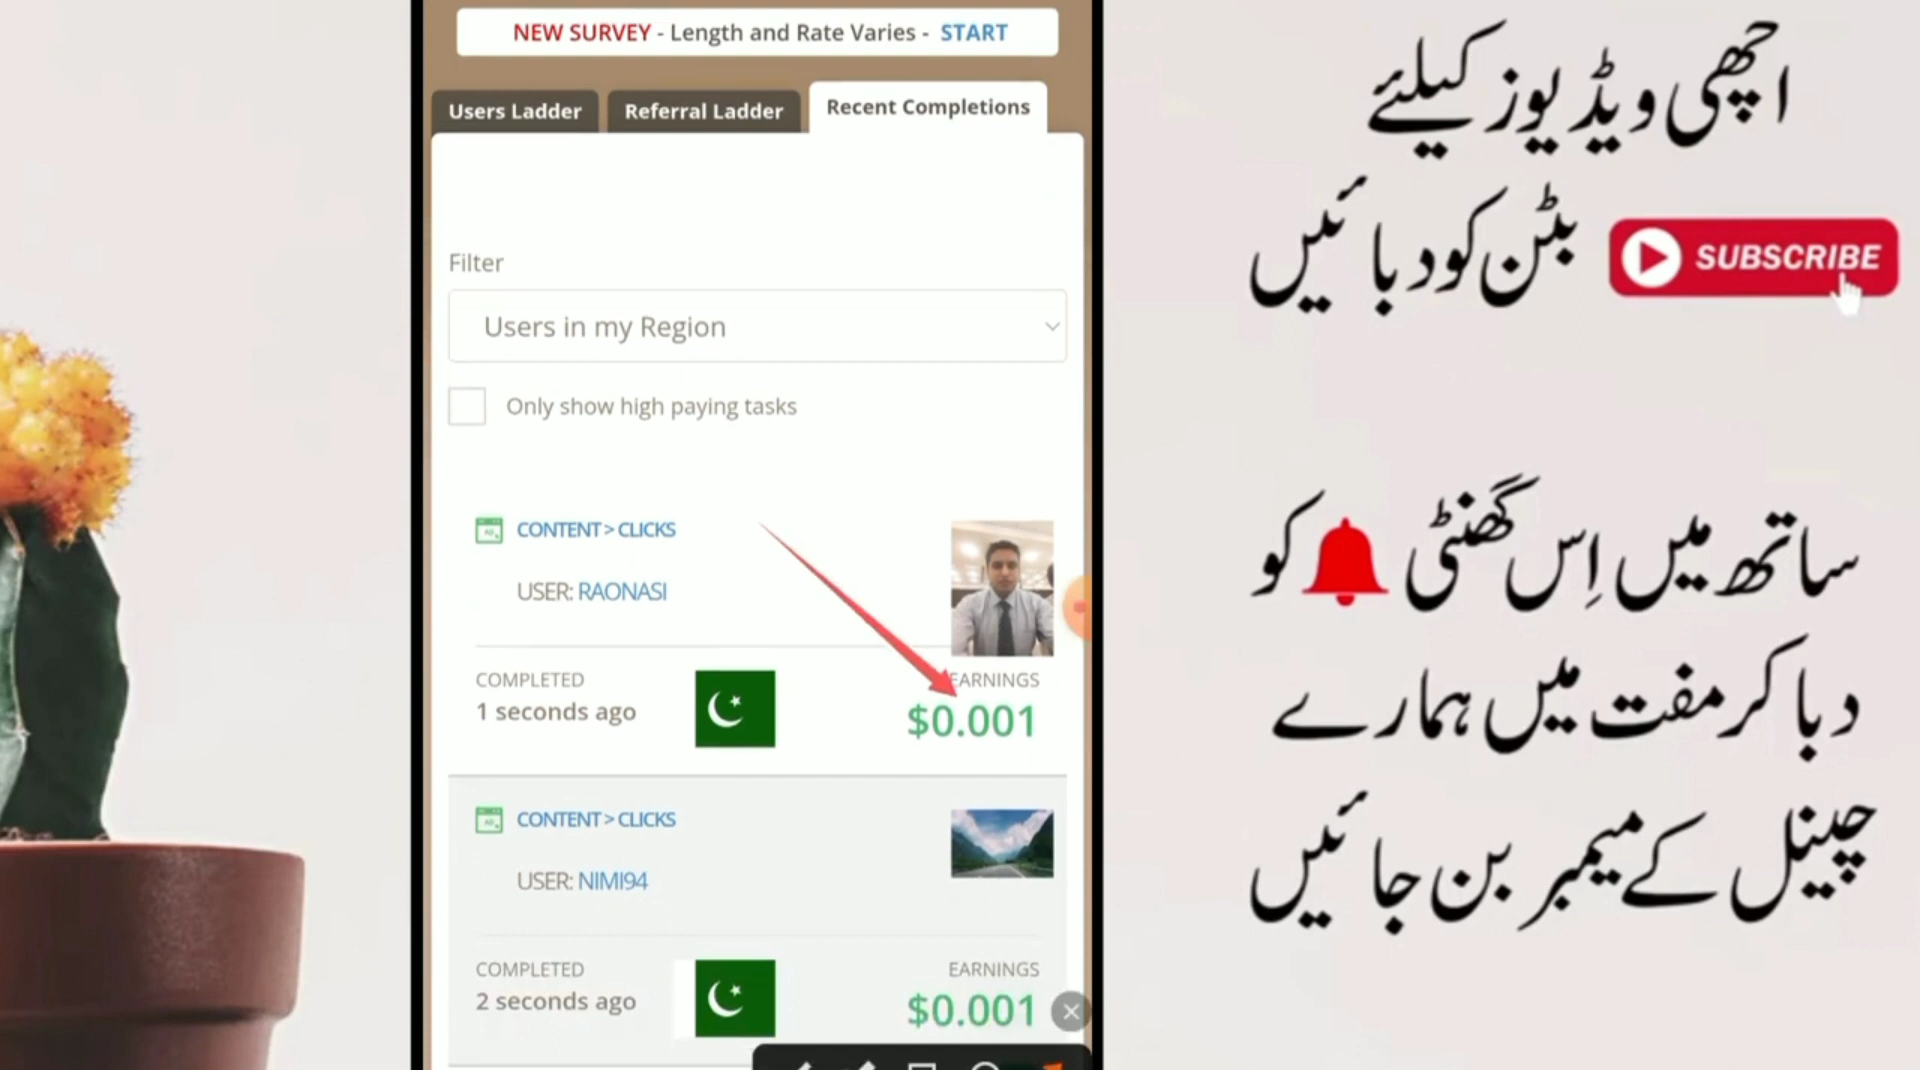 NEW SURVEY - Length and Rate Varies - START
Users Ladder
Referral Ladder
Recent Completions
Filter
Users in my Region
Only show high paying tasks
CONTENT > CLICKS
USER: RAONASI
COMPLETED
1 seconds ago
EARNINGS
$0.001
CONTENT > CLICKS
USER: NIMI94
COMPLETED
2 seconds ago
EARNINGS
$0.001
اچھی ویڈیوز کیلئے
بٹن کو دبائیں SUBSCRIBE
ساتھ میں اِس گھنٹی کو
دبا کر مفت میں ہمارے
چینل کے میمبر بن جائیں